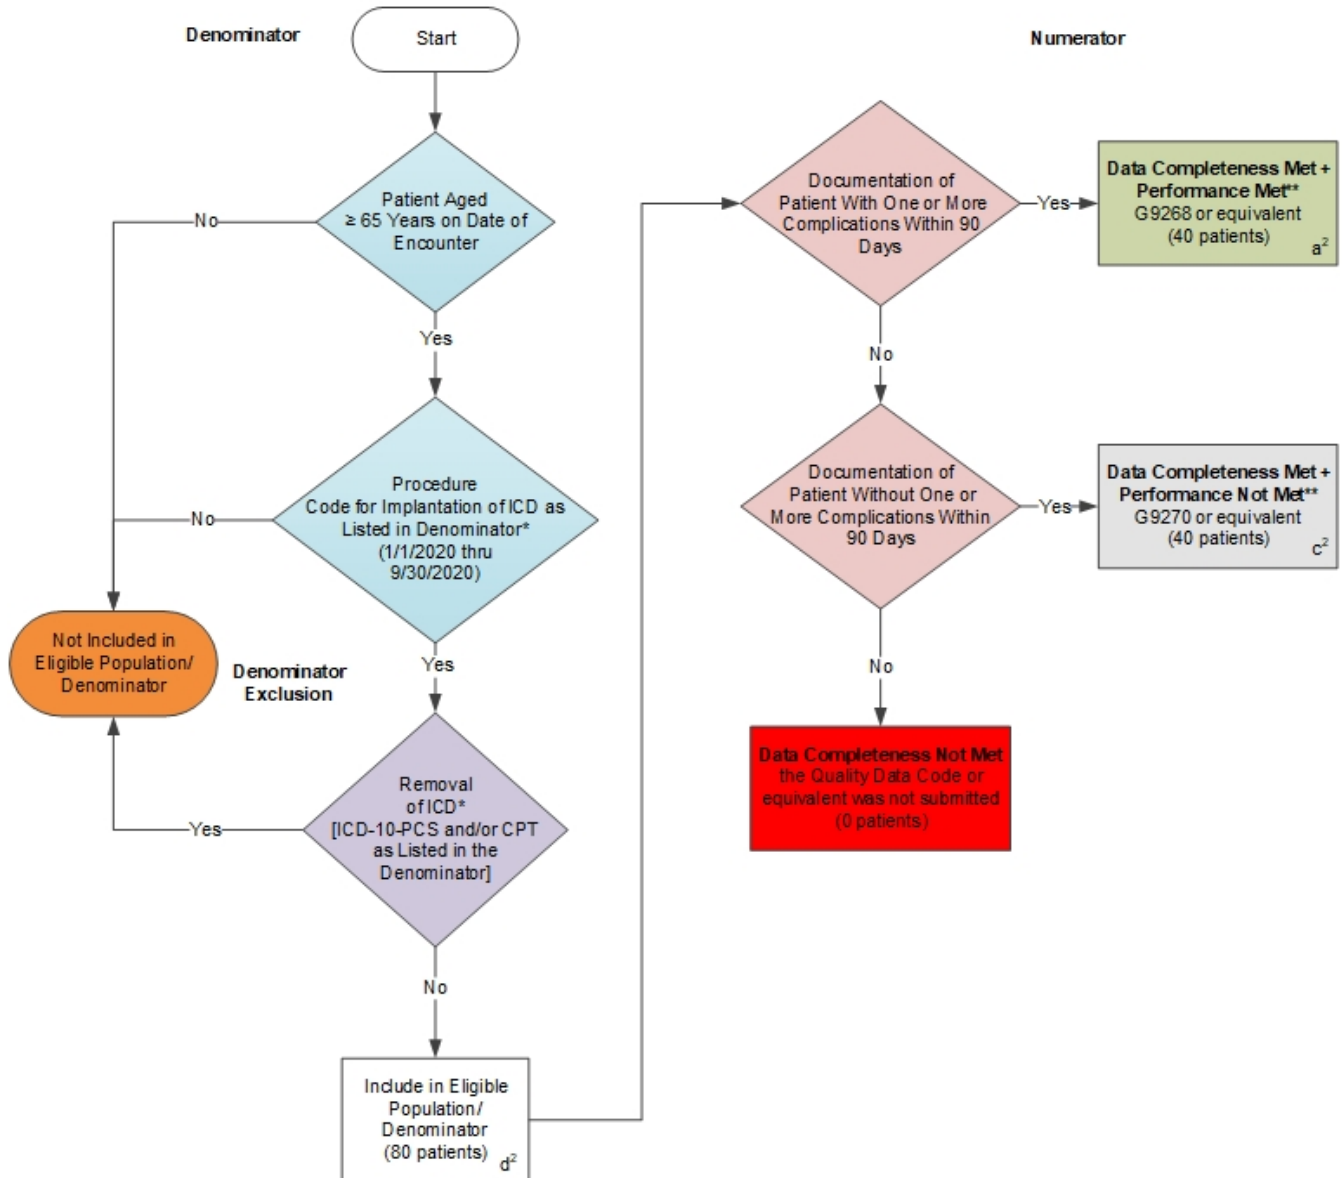 Denominator
Start
Numerator
Patient Aged
≥ 65 Years on Date of
Encounter
No
Yes
Procedure
Code for Implantation of ICD as
Listed in Denominator*
(1/1/2020 thru
9/30/2020)
No
Yes
Not Included in
Eligible Population/
Denominator
Denominator
Exclusion
Removal
of ICD*
[ICD-10-PCS and/or CPT
as Listed in the
Denominator]
Yes
No
Include in Eligible
Population/
Denominator
(80 patients)
d²
Documentation of
Patient With One or More
Complications Within 90
Days
Yes
Data Completeness Met +
Performance Met**
G9268 or equivalent
(40 patients)
a²
No
Documentation of
Patient Without One or
More Complications Within
90 Days
Yes
Data Completeness Met +
Performance Not Met**
G9270 or equivalent
(40 patients)
c²
No
Data Completeness Not Met
the Quality Data Code or
equivalent was not submitted
(0 patients)